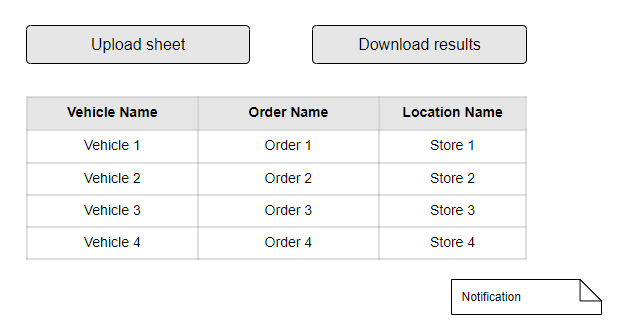 Upload sheet Download results
Vehicle Name Order Name Location Name
Vehicle 1 Order 1 Store 1
Vehicle 2 Order 2 Store 2
Vehicle 3 Order 3 Store 3
Vehicle 4 Order 4 Store 4
Notification